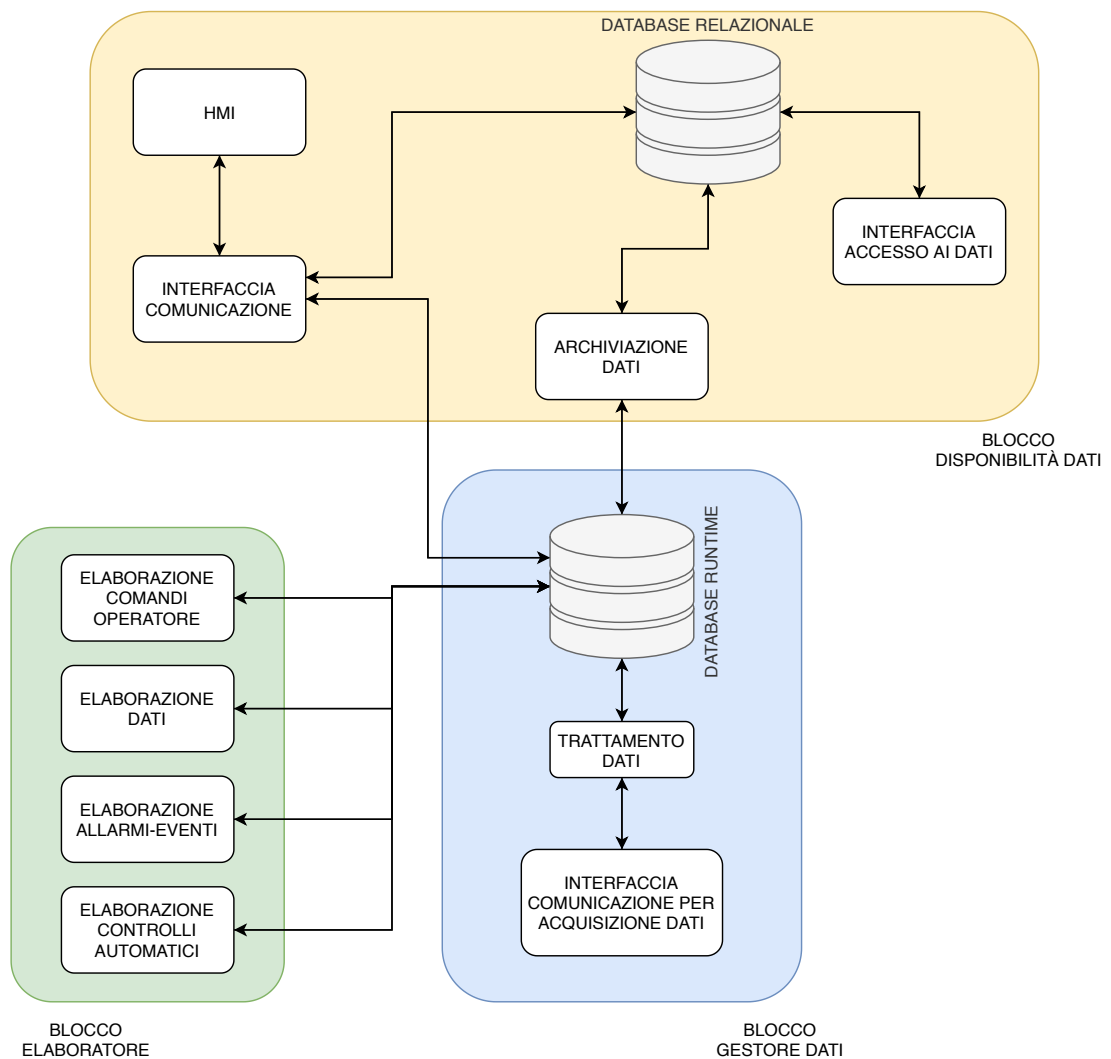 DATABASE RELAZIONALE
HMI
INTERFACCIA
ACCESSO AI DATI
INTERFACCIA
COMUNICAZIONE
ARCHIVIAZIONE
DATI
BLOCCO
DISPONIBILITÀ DATI
DATABASE RUNTIME
ELABORAZIONE
COMANDI
OPERATORE
ELABORAZIONE
DATI
ELABORAZIONE
ALLARMI-EVENTI
ELABORAZIONE
CONTROLLI
AUTOMATICI
TRATTAMENTO
DATI
INTERFACCIA
COMUNICAZIONE PER
ACQUISIZIONE DATI
BLOCCO
ELABORATORE
BLOCCO
GESTORE DATI